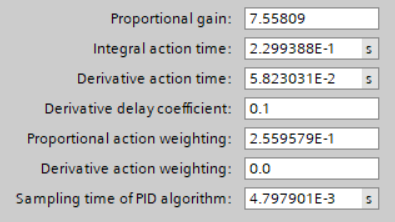 Proportional gain: 7.55809
Integral action time: 2.299388E-1 s
Derivative action time: 5.823031E-2 s
Derivative delay coefficient: 0.1
Proportional action weighting: 2.559579E-1
Derivative action weighting: 0.0
Sampling time of PID algorithm: 4.797901E-3 s